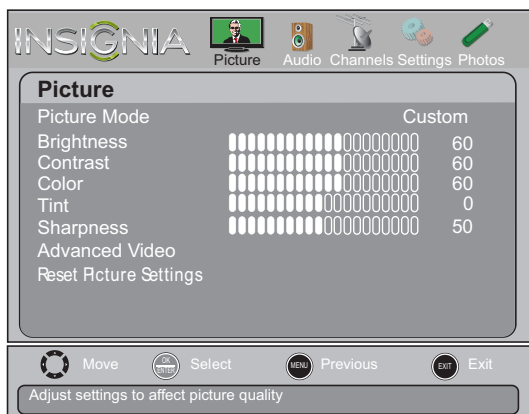 INSIGNIA
Picture Audio Channels Settings Photos
Picture
Picture Mode Custom
Brightness 60
Contrast 60
Color 60
Tint 0
Sharpness 50
Advanced Video
Reset Picture Settings
Move OK ENTER Select MENU Previous EXIT Exit
Adjust settings to affect picture quality